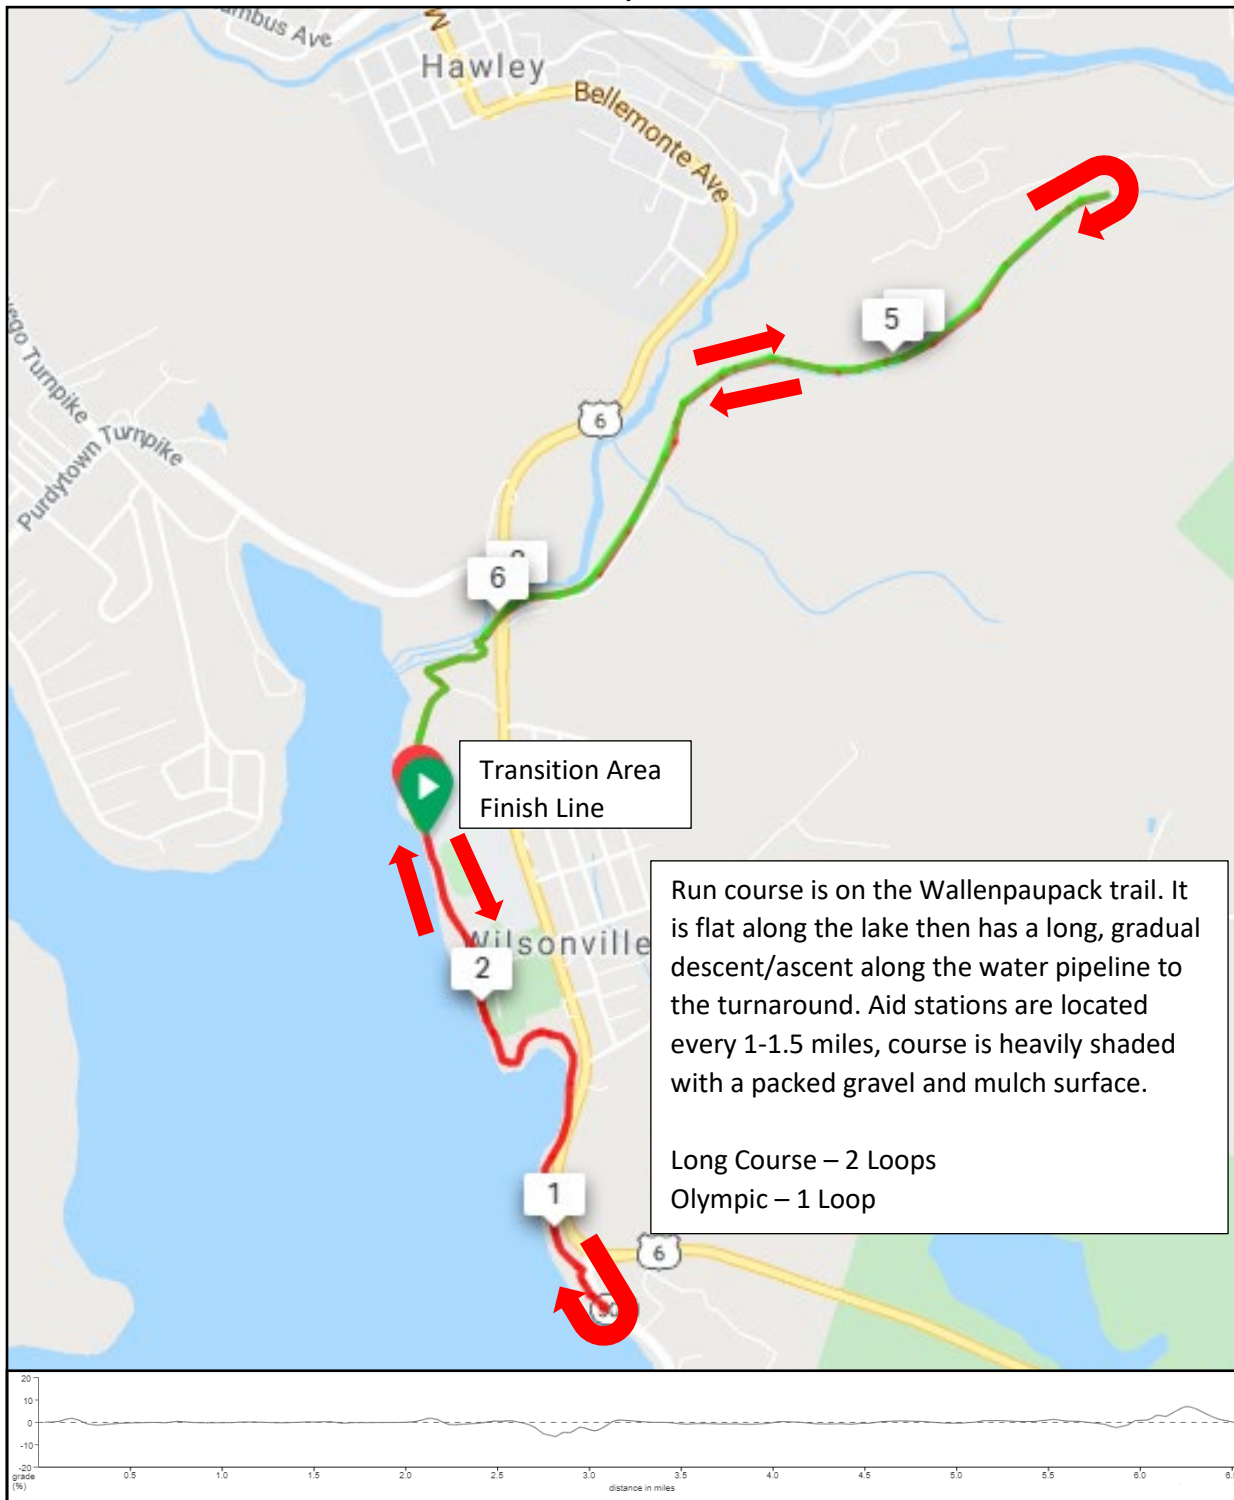 Hawley
Bellemonte Ave
Turnpike
Purdytown Turnpike
5
6
6
Transition Area
Finish Line
Wilsonville
2
Run course is on the Wallenpaupack trail. It
is flat along the lake then has a long, gradual
descent/ascent along the water pipeline to
the turnaround. Aid stations are located
every 1-1.5 miles, course is heavily shaded
with a packed gravel and mulch surface.
Long Course – 2 Loops
Olympic – 1 Loop
1
6
20
10
0
-10
-20
grade
(%)
0.5
1.0
1.5
2.0
2.5
3.0
3.5
4.0
4.5
5.0
5.5
6.0
distance in miles